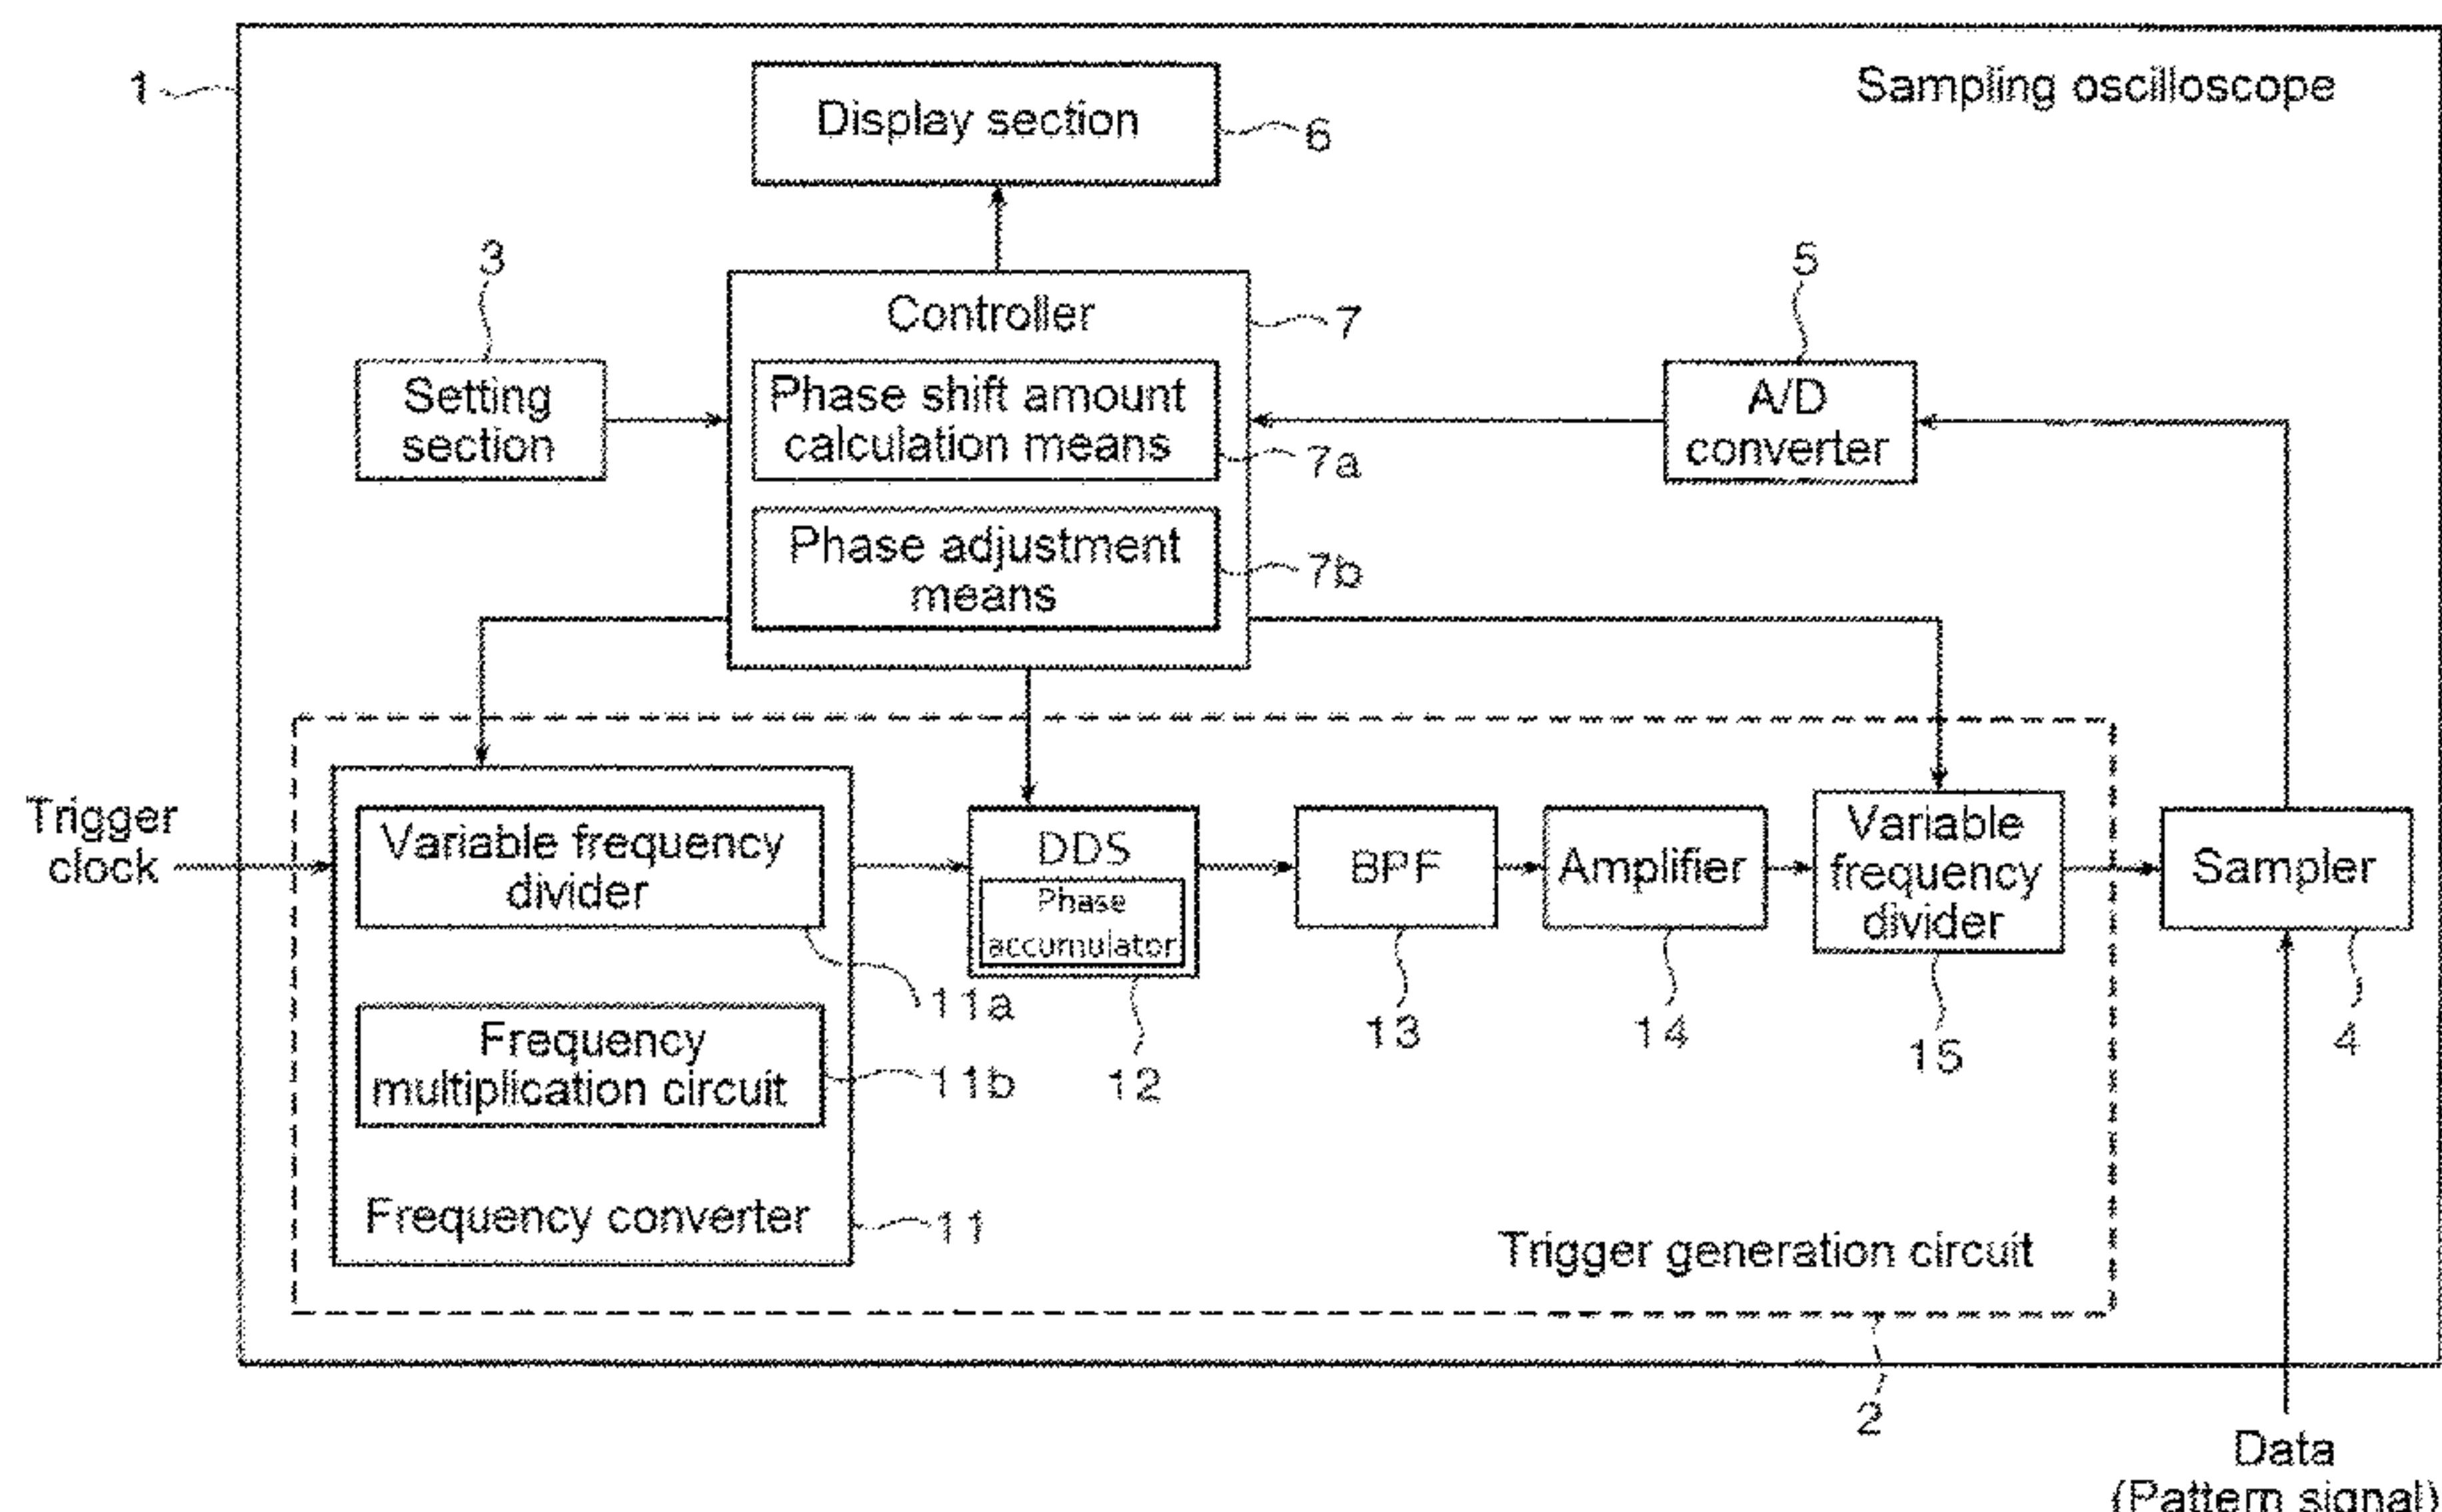 1
Sampling oscilloscope
Display section
6
3
5
Controller
7
Setting
section
Phase shift amount
calculation means
7a
A/D
converter
Phase adjustment
means
7b
Trigger
clock
Variable frequency
divider
11a
DDS
Phase
accumulator
12
BPF
13
Amplifier
14
Variable
frequency
divider
15
Sampler
4
Frequency
multiplication circuit
11b
Frequency converter
11
Trigger generation circuit
2
Data
(Pattern signal)